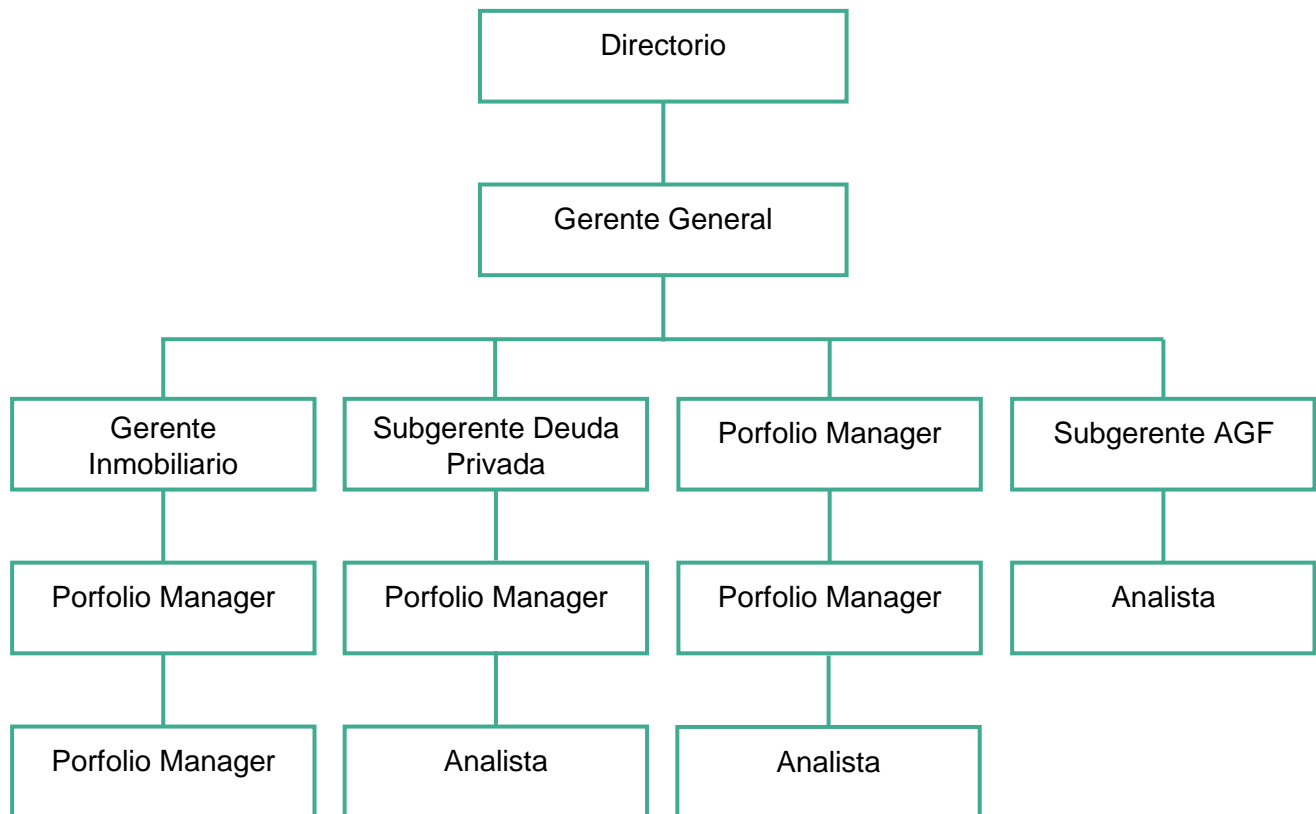 Directorio
Gerente General
Gerente
Inmobiliario
Subgerente Deuda
Privada
Porfolio Manager
Subgerente AGF
Porfolio Manager
Porfolio Manager
Porfolio Manager
Analista
Porfolio Manager
Analista
Analista